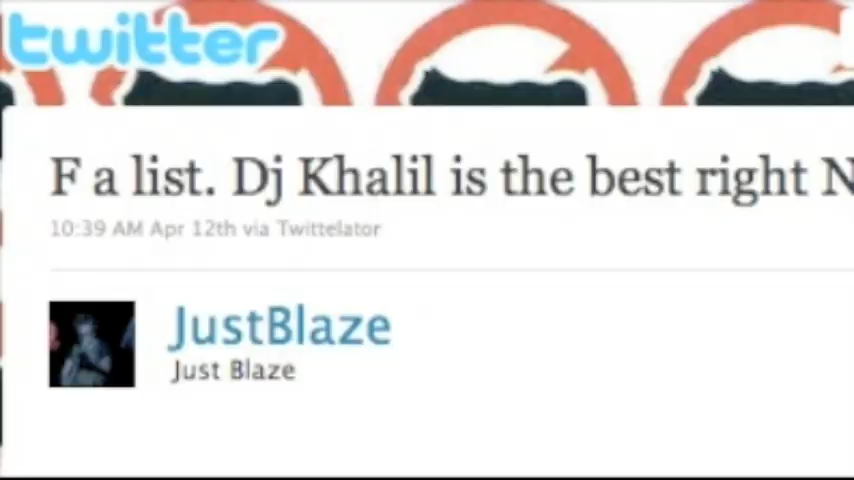 twitter
F a list. Dj Khalil is the best right N
10:39 AM Apr 12th via Twittelator
JustBlaze
Just Blaze